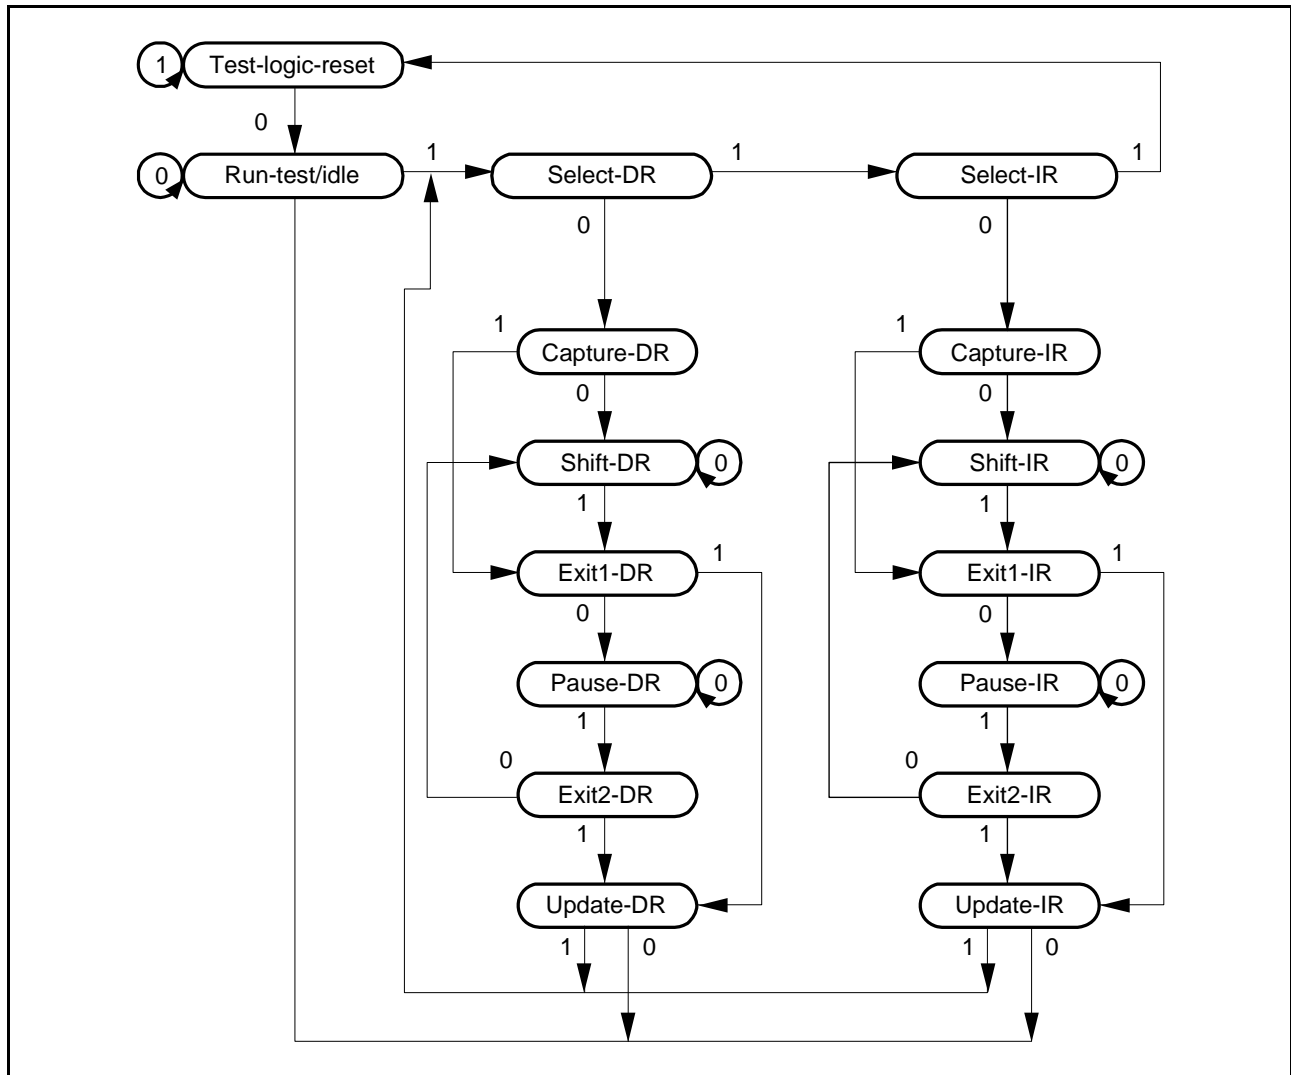 1 Test-logic-reset
0
0 Run-test/idle 1 Select-DR 1 Select-IR 1
0 0
1 1
Capture-DR Capture-IR
0 0
Shift-DR 0 Shift-IR 0
1 1
1 1
Exit1-DR Exit1-IR
0 0
Pause-DR 0 Pause-IR 0
1 1
0 0
Exit2-DR Exit2-IR
1 1
Update-DR Update-IR
1 0 1 0